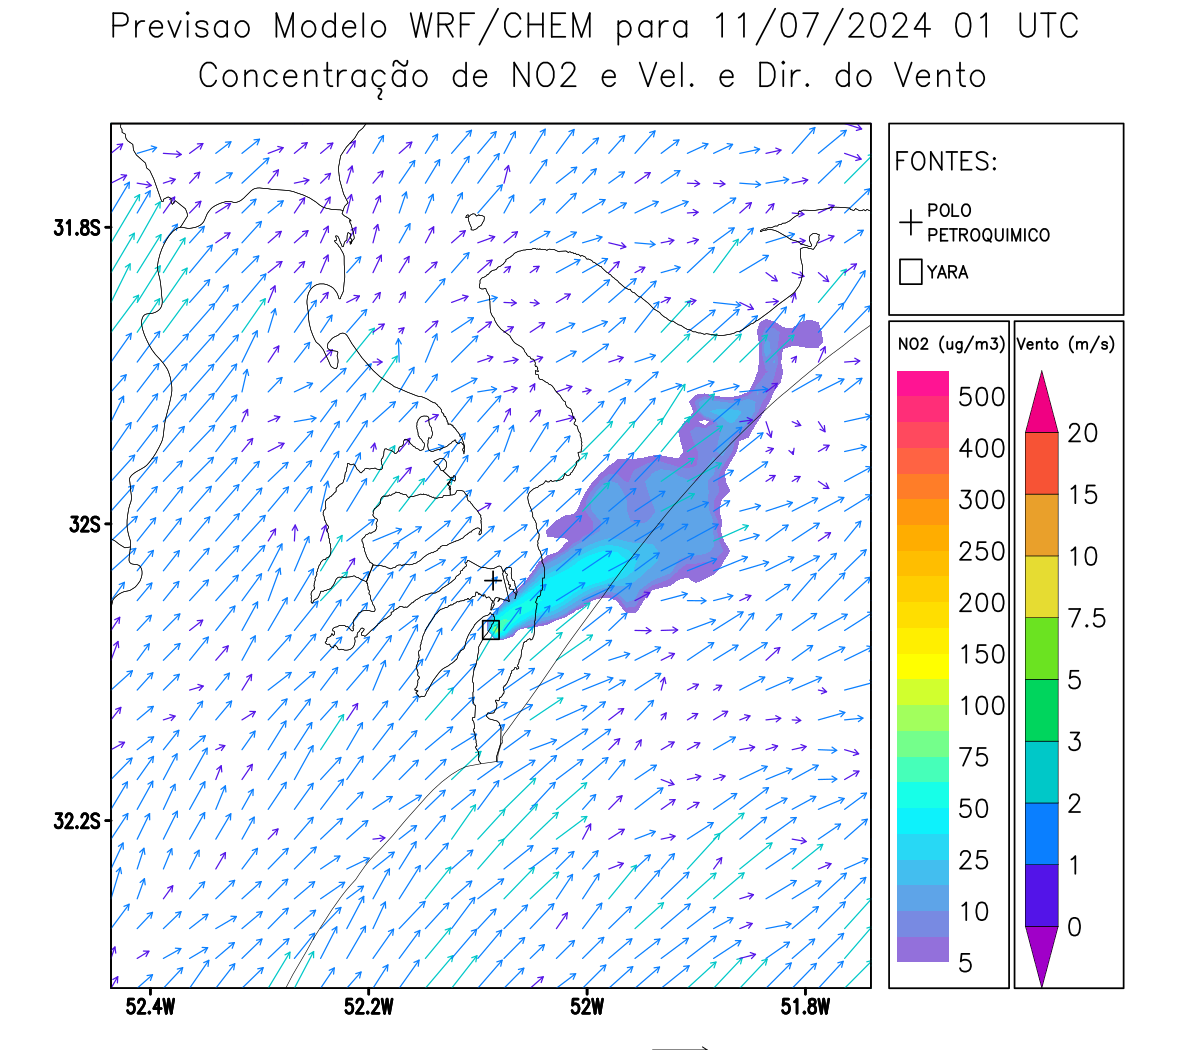 Previsao Modelo WRF/CHEM para 11/07/2024 01 UTC
Concentração de NO2 e Vel. e Dir. do Vento
31.8S
32S
32.2S
52.4W
52.2W
52W
51.8W
FONTES:
POLO
PETROQUIMICO
YARA
NO2 (ug/m3)
500
400
300
250
200
150
100
75
50
25
10
5
Vento (m/s)
20
15
10
7.5
5
3
2
1
0